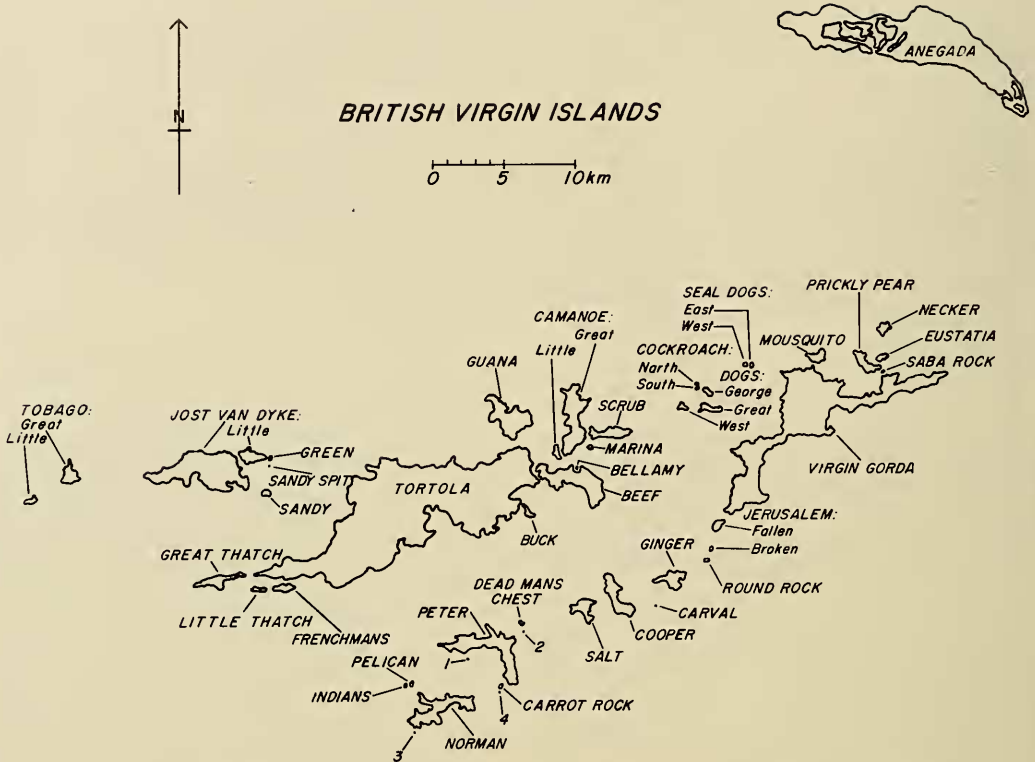 ANEGADA
N
BRITISH VIRGIN ISLANDS
0 5 10km
PRICKLY PEAR
SEAL DOGS:
East
West
NECKER
CAMANOE:
Great
Little
MOUSQUITO
EUSTATIA
COCKROACH:
North
South
SABA ROCK
GUANA
DOGS:
George
Great
West
SCRUB
TOBAGO:
Great
Little
JOST VAN DYKE:
Little
GREEN
MARINA
SANDY SPIT
BELLAMY
VIRGIN GORDA
TORTOLA
BEEF
SANDY
JERUSALEM:
Fallen
BUCK
Broken
GINGER
GREAT THATCH
ROUND ROCK
DEAD MANS
CHEST
LITTLE THATCH
CARVAL
PETER
FRENCHMANS
COOPER
2
SALT
1
PELICAN
INDIANS
CARROT ROCK
4
NORMAN
3